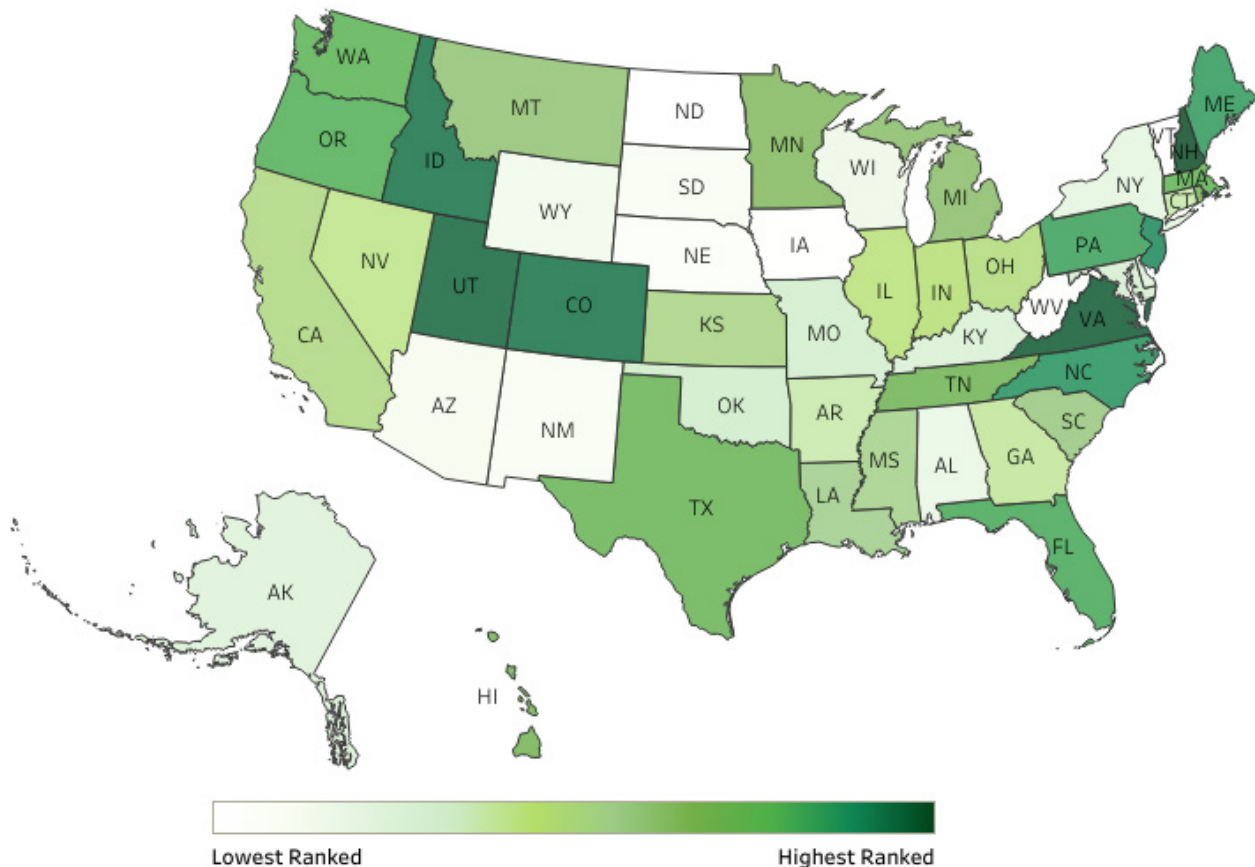 WA
MT
ND
MN
ME
VT
NH
OR
ID
SD
WI
MI
NY
MA
CT
WY
IA
NE
PA
NV
UT
CO
IL
IN
OH
WV
VA
CA
KS
MO
KY
NC
TN
AZ
NM
OK
AR
SC
MS
AL
GA
LA
TX
FL
AK
HI
Lowest Ranked Highest Ranked